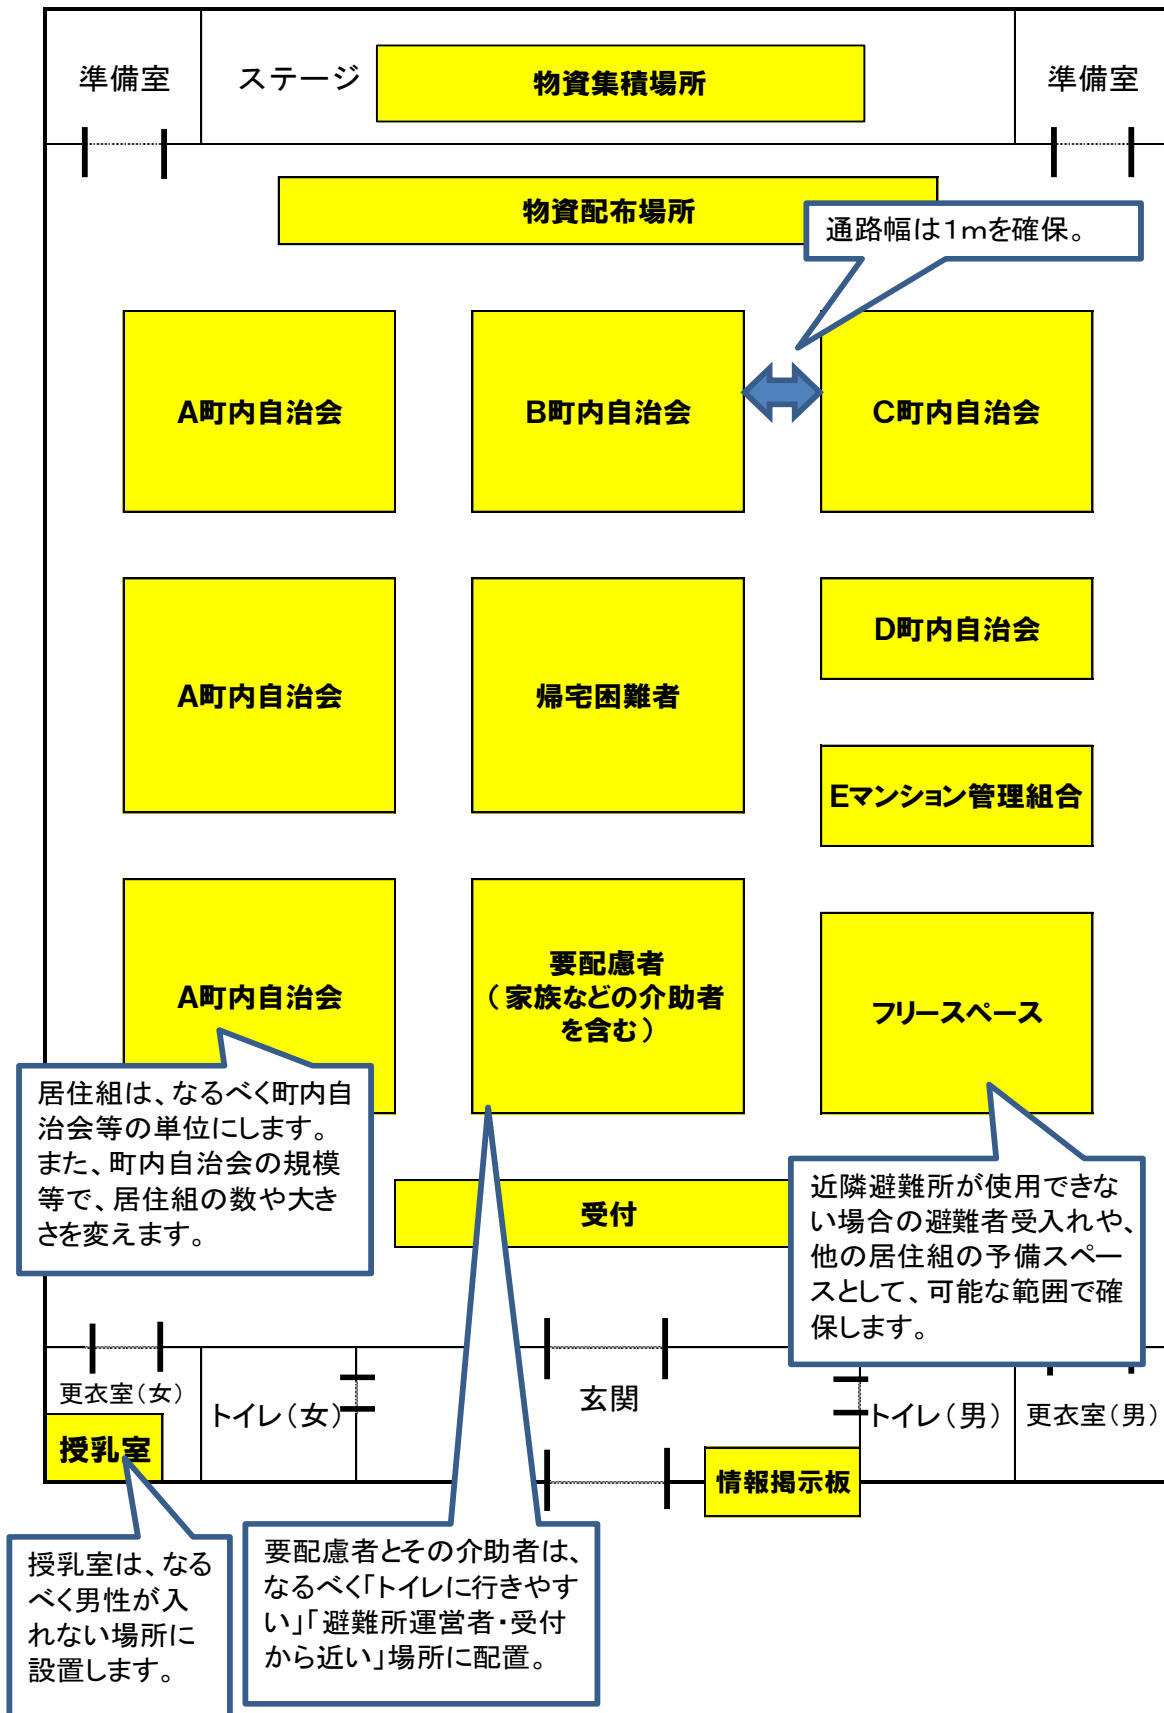 準備室
ステージ
物資集積場所
準備室
物資配布場所
通路幅は1mを確保。
A町内自治会
B町内自治会
C町内自治会
A町内自治会
帰宅困難者
D町内自治会
Eマンション管理組合
A町内自治会
要配慮者
（家族などの介助者
を含む）
フリースペース
居住組は、なるべく町内自
治会等の単位にします。
また、町内自治会の規模
等で、居住組の数や大き
さを変えます。
受付
近隣避難所が使用できな
い場合の避難者受入れや、
他の居住組の予備スペー
スとして、可能な範囲で確
保します。
更衣室（女）
トイレ（女）
玄関
トイレ（男）
更衣室（男）
授乳室
情報掲示板
授乳室は、なる
べく男性が入
れない場所に
設置します。
要配慮者とその介助者は、
なるべく「トイレに行きやす
い」「避難所運営者・受付
から近い」場所に配置。